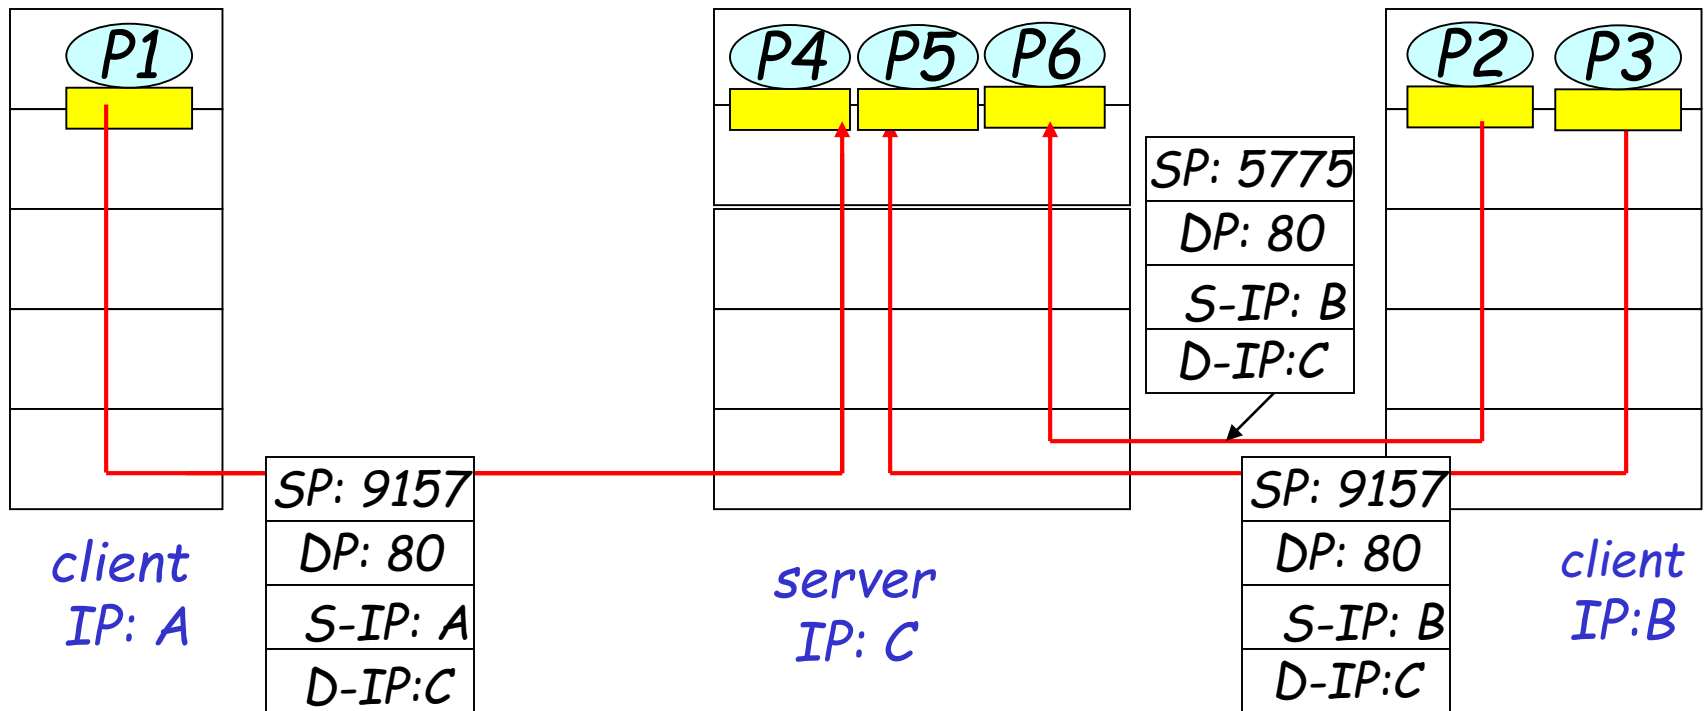 P1
P4
P5
P6
P2
P3
SP: 5775
DP: 80
S-IP: B
D-IP:C
SP: 9157
DP: 80
S-IP: A
D-IP:C
SP: 9157
DP: 80
S-IP: B
D-IP:C
client
IP: A
server
IP: C
client
IP:B